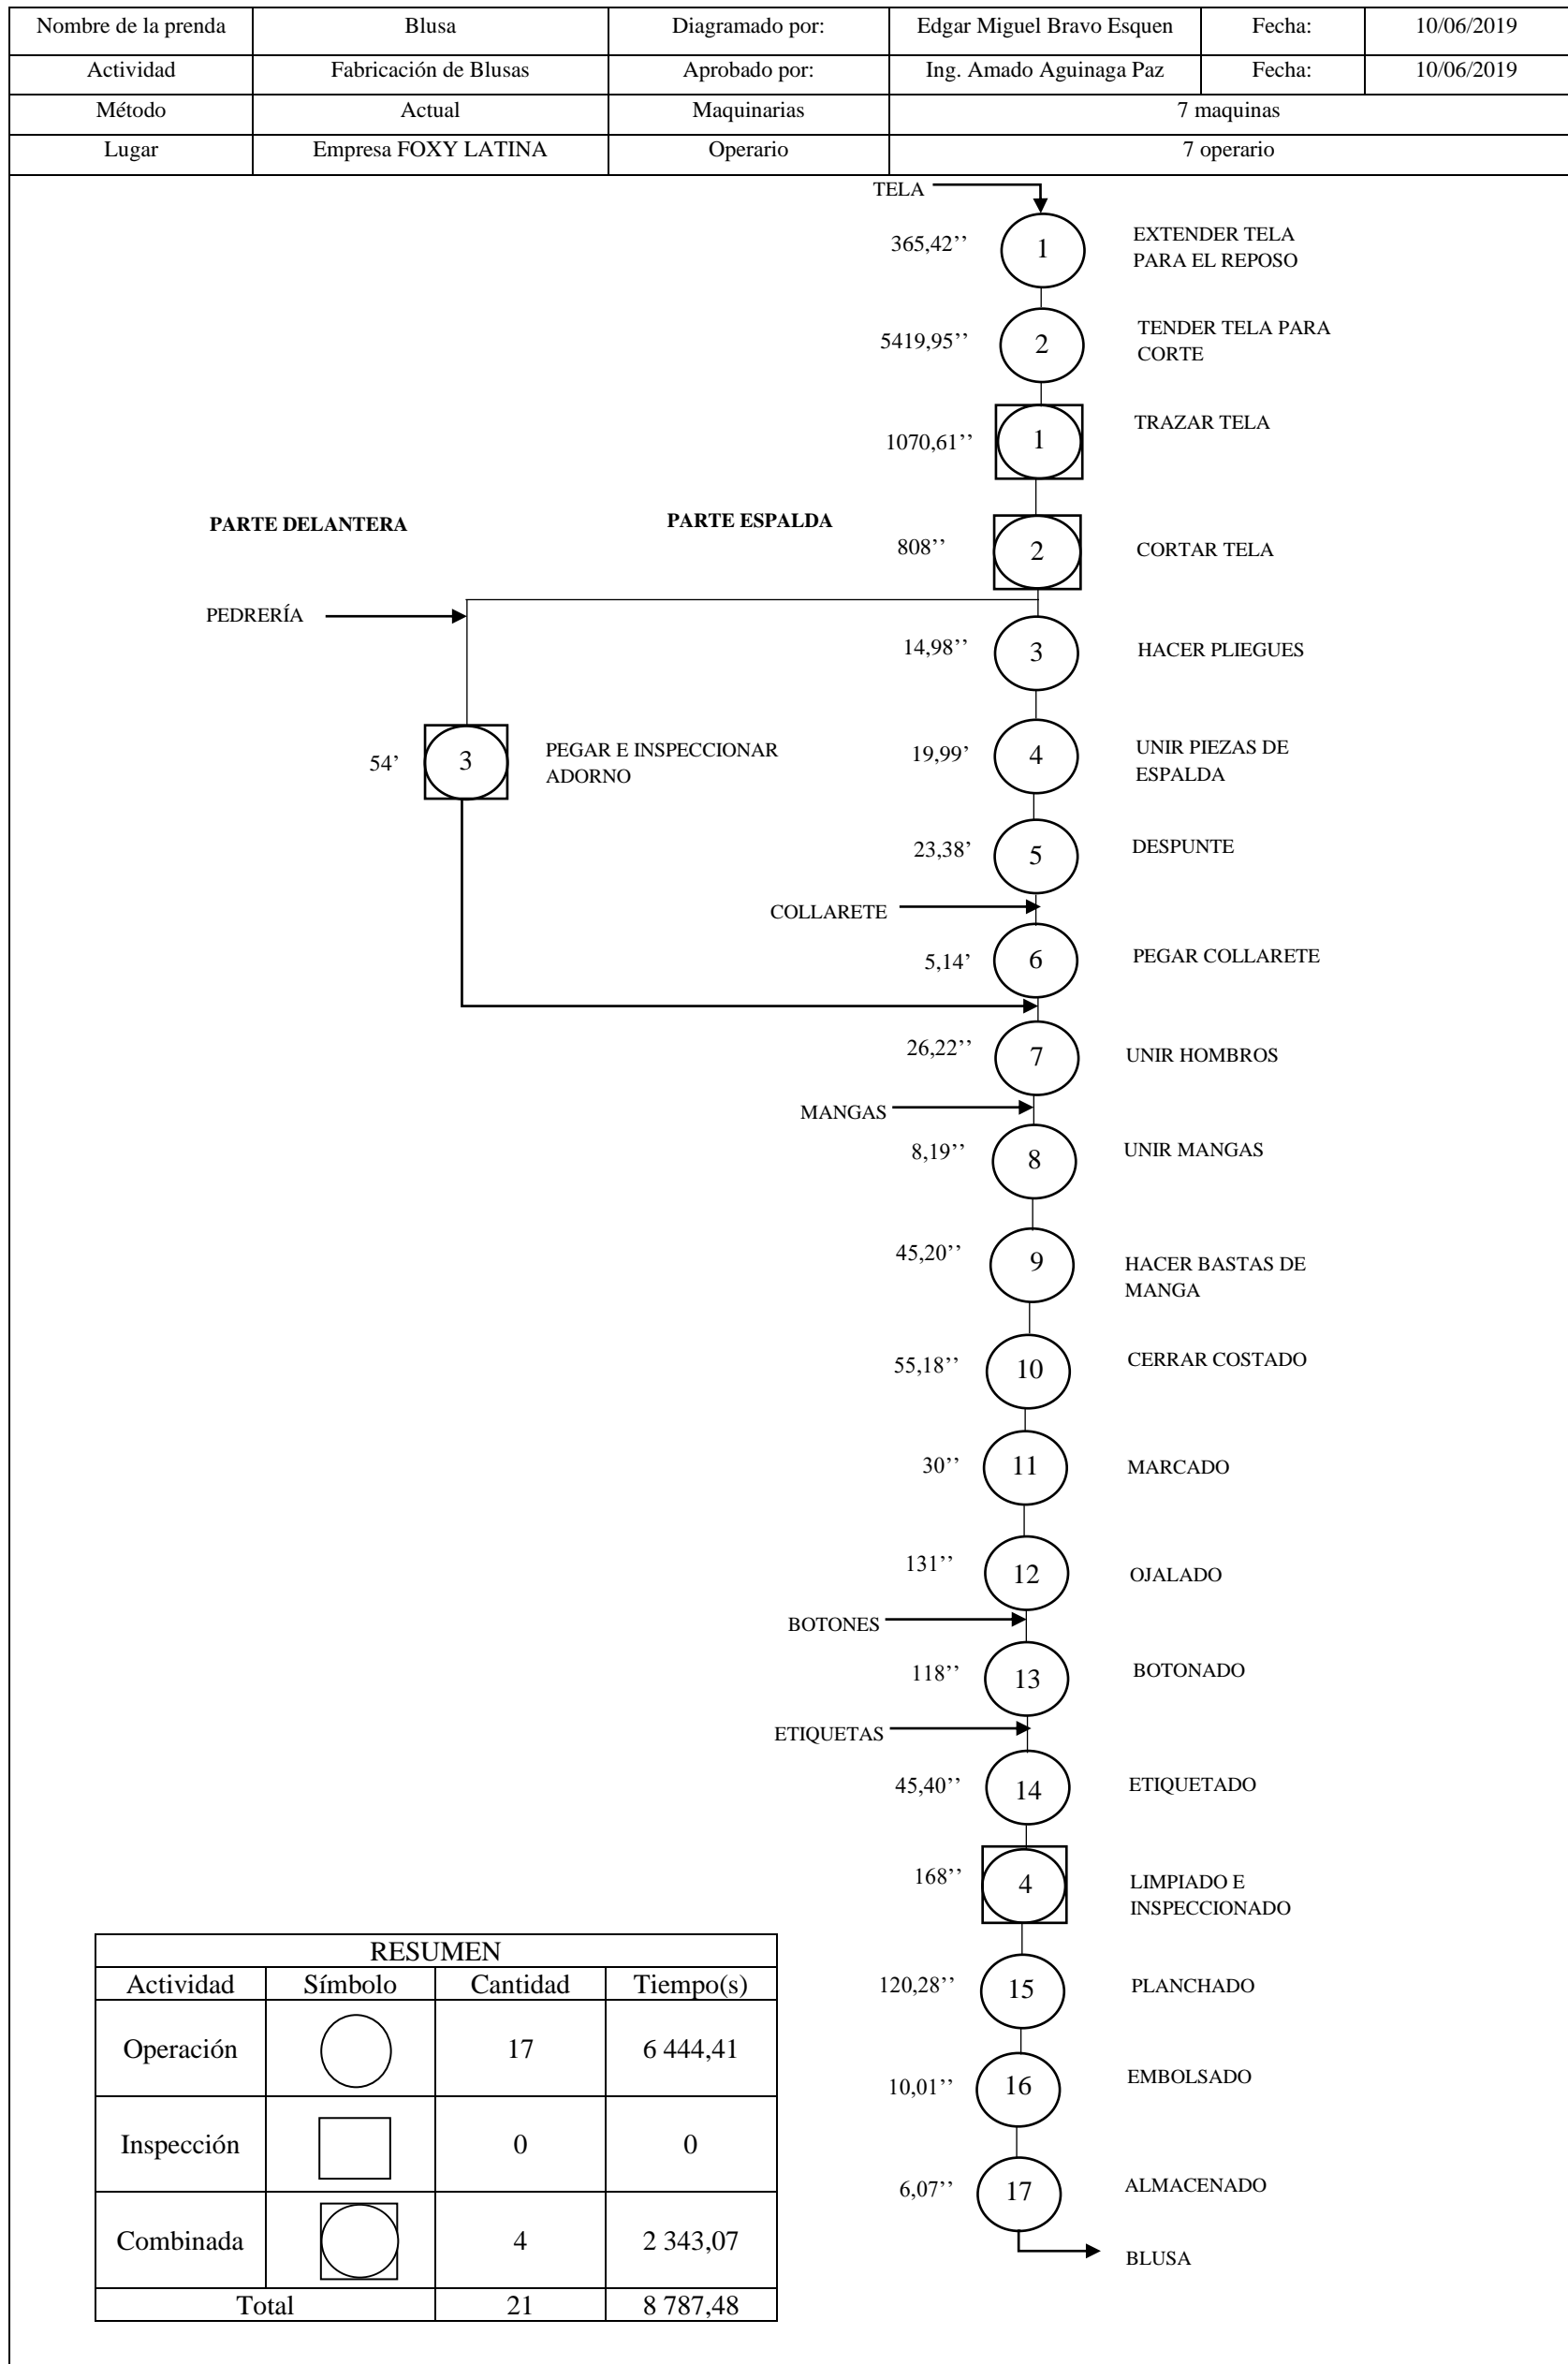 Nombre de la prenda Blusa Diagramado por: Edgar Miguel Bravo Esquen Fecha: 10/06/2019
Actividad Fabricación de Blusas Aprobado por: Ing. Amado Aguinaga Paz Fecha: 10/06/2019
Método Actual Maquinarias 7 maquinas
Lugar Empresa FOXY LATINA Operario 7 operario
TELA
365,42’’ 1 EXTENDER TELA
PARA EL REPOSO
5419,95’’ 2 TENDER TELA PARA
CORTE
1070,61’’ 1 TRAZAR TELA
PARTE DELANTERA PARTE ESPALDA
808’’ 2 CORTAR TELA
PEDRERÍA
14,98’’ 3 HACER PLIEGUES
54’ 3 PEGAR E INSPECCIONAR
ADORNO
19,99’ 4 UNIR PIEZAS DE
ESPALDA
23,38’ 5 DESPUNTE
COLLARETE
5,14’ 6 PEGAR COLLARETE
26,22’’ 7 UNIR HOMBROS
MANGAS
8,19’’ 8 UNIR MANGAS
45,20’’ 9 HACER BASTAS DE
MANGA
55,18’’ 10 CERRAR COSTADO
30’’ 11 MARCADO
131’’ 12 OJALADO
BOTONES
118’’ 13 BOTONADO
ETIQUETAS
45,40’’ 14 ETIQUETADO
168’’ 4 LIMPIADO E
INSPECCIONADO
120,28’’ 15 PLANCHADO
10,01’’ 16 EMBOLSADO
6,07’’ 17 ALMACENADO
BLUSA
RESUMEN
Actividad Símbolo Cantidad Tiempo(s)
Operación 17 6 444,41
Inspección 0 0
Combinada 4 2 343,07
Total 21 8 787,48